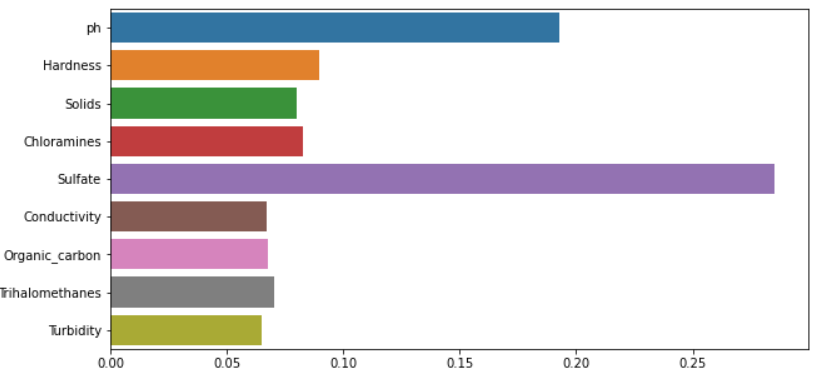 ph
Hardness
Solids
Chloramines
Sulfate
Conductivity
Organic_carbon
Trihalomethanes
Turbidity
0.00 0.05 0.10 0.15 0.20 0.25